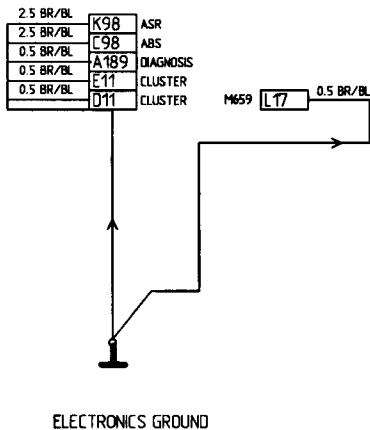 2.5 BR/BL K98 ASR
2.5 BR/BL C98 ABS
0.5 BR/BL A189 DIAGNOSIS
0.5 BR/BL E11 CLUSTER
0.5 BR/BL D11 CLUSTER
M659 L17 0.5 BR/BL
ELECTRONICS GROUND